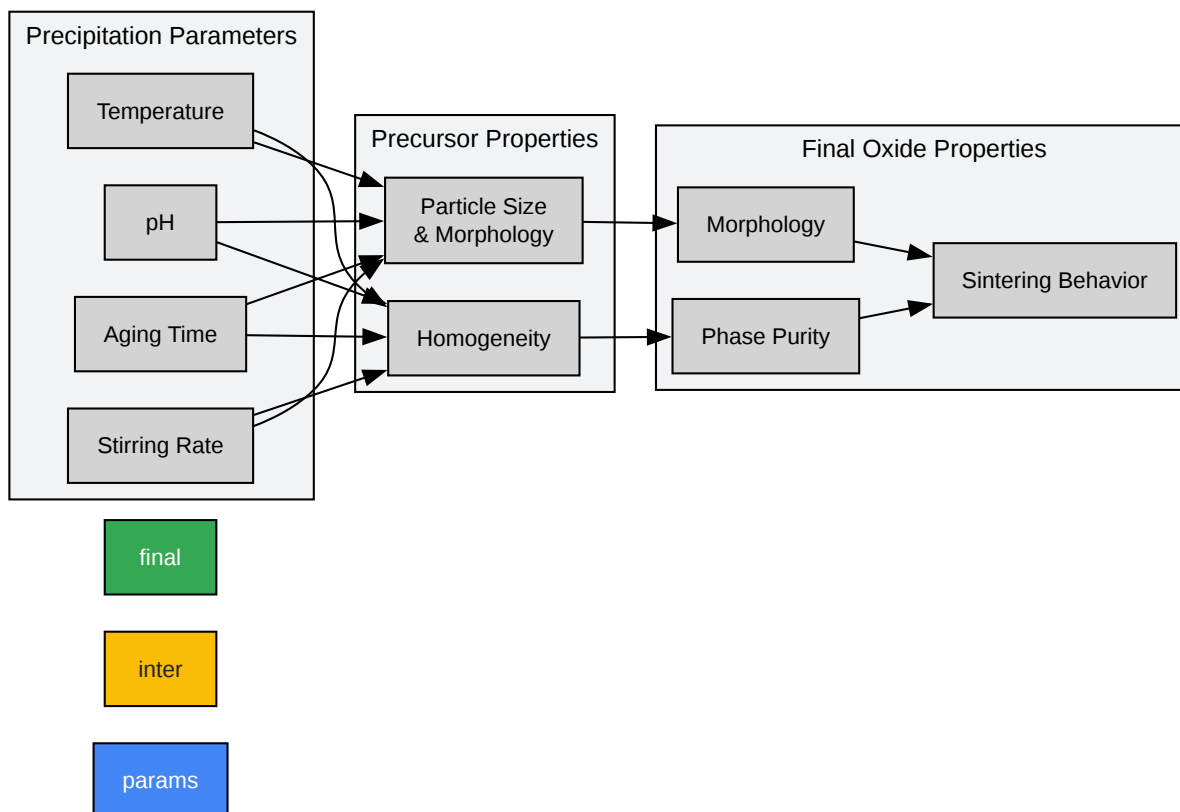 Precipitation Parameters
Temperature
pH
Aging Time
Stirring Rate
Precursor Properties
Particle Size
& Morphology
Homogeneity
Final Oxide Properties
Morphology
Phase Purity
Sintering Behavior
final
inter
params